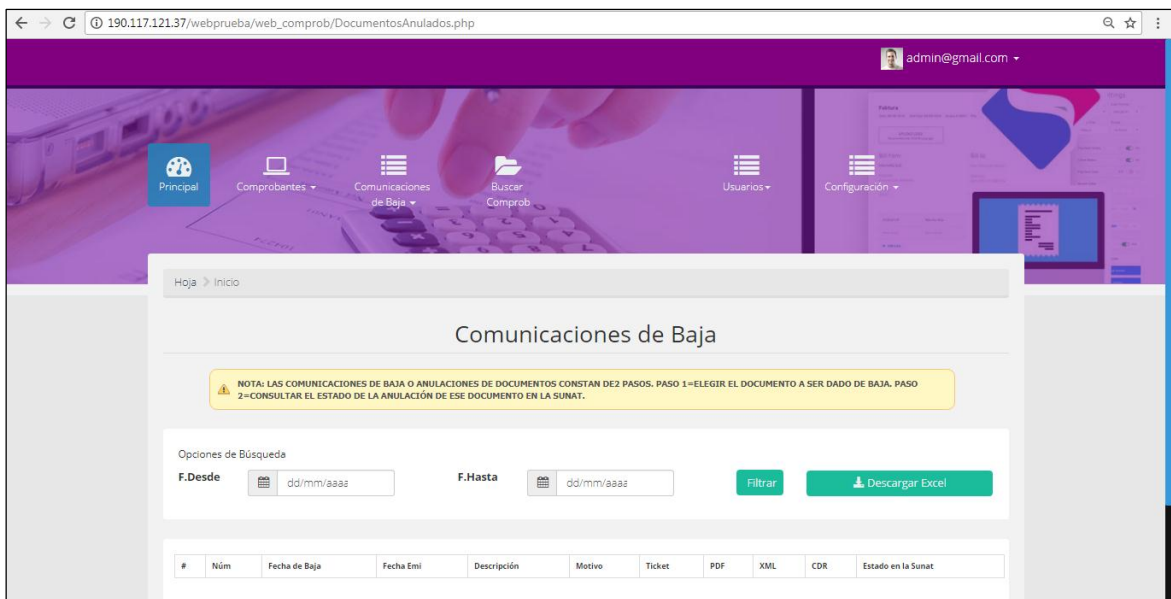 190.117.121.37/webprueba/web_comprob/DocumentosAnulados.php
admin@gmail.com
Principal
Comprobantes
Comunicaciones
de Baja
Buscar
Comprob
Usuarios
Configuración
Hoja > Inicio
Comunicaciones de Baja
NOTA: LAS COMUNICACIONES DE BAJA O ANULACIONES DE DOCUMENTOS CONSTAN DE2 PASOS. PASO 1=ELEGIR EL DOCUMENTO A SER DADO DE BAJA. PASO
2=CONSULTAR EL ESTADO DE LA ANULACIÓN DE ESE DOCUMENTO EN LA SUNAT.
Opciones de Búsqueda
F.Desde dd/mm/aaaa F.Hasta dd/mm/aaaa Filtrar Descargar Excel
# Núm Fecha de Baja Fecha Emi Descripción Motivo Ticket PDF XML CDR Estado en la Sunat